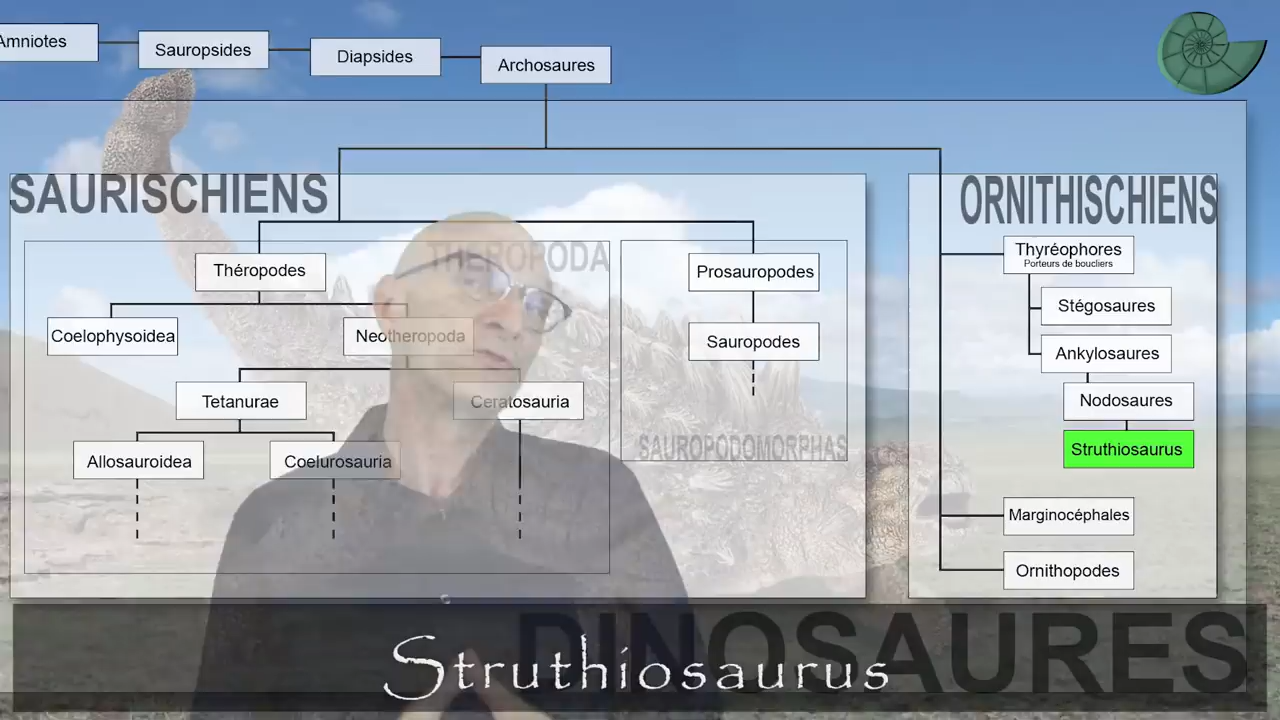 Amniotes
Sauropsides
Diapsides
Archosaures
SAURISCHIENS
ORNITHISCHIENS
THEROPODA
Théropodes
Prosauropodes
Thyréophores
Porteurs de boucliers
Stégosaures
Coelophysoidea
Neotheropoda
Sauropodes
Ankylosaures
Tetanurae
Ceratosauria
Nodosaures
Allosauroidea
Coelurosauria
SAUROPODOMORPHAS
Struthiosaurus
Marginocéphales
Ornithopodes
DINOSAURES
Struthiosaurus